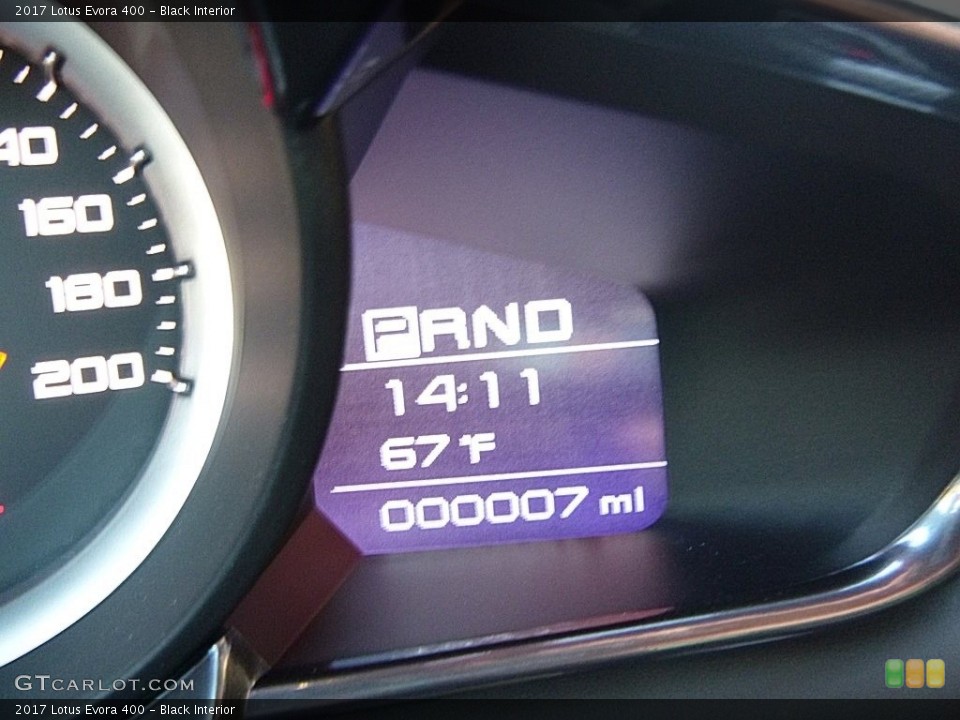 2017 Lotus Evora 400 – Black Interior
160
180
200
PRND
14:11
67 °F
000007 mi
GTCARLOT.COM
2017 Lotus Evora 400 – Black Interior